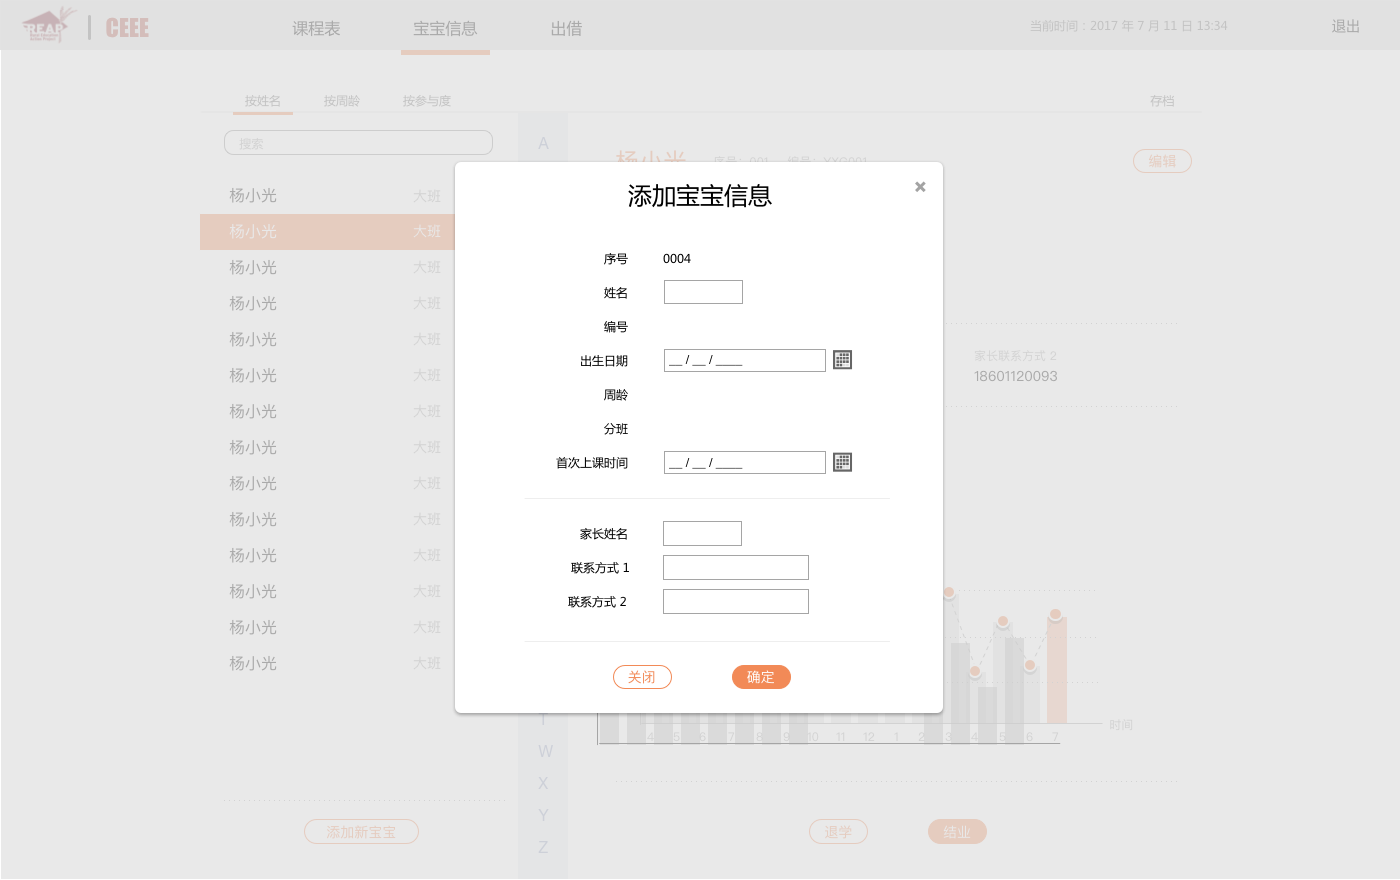 REAP CEEE 课程表 宝宝信息 出借 当前时间：2017 年 7 月 11 日 13:34 退出
按姓名 按周龄 按参与度 存档
搜索
A
杨小光 序号：001 编号：XXG001 编辑
杨小光 大班
杨小光 大班
杨小光 大班
杨小光 大班
杨小光 大班
杨小光 大班
杨小光 大班
杨小光 大班
杨小光 大班
杨小光 大班
杨小光 大班
杨小光 大班
杨小光 大班
杨小光 大班
T
W
X
Y
Z
添加新宝宝
添加宝宝信息
序号 0004
姓名
编号
出生日期 __ / __ / ____
周龄
分班
首次上课时间 __ / __ / ____
家长姓名
联系方式 1
联系方式 2
关闭 确定
家长联系方式 2
18601120093
4 5 6 7 8 9 10 11 12 1 2 3 4 5 6 7 时间
退学 结业